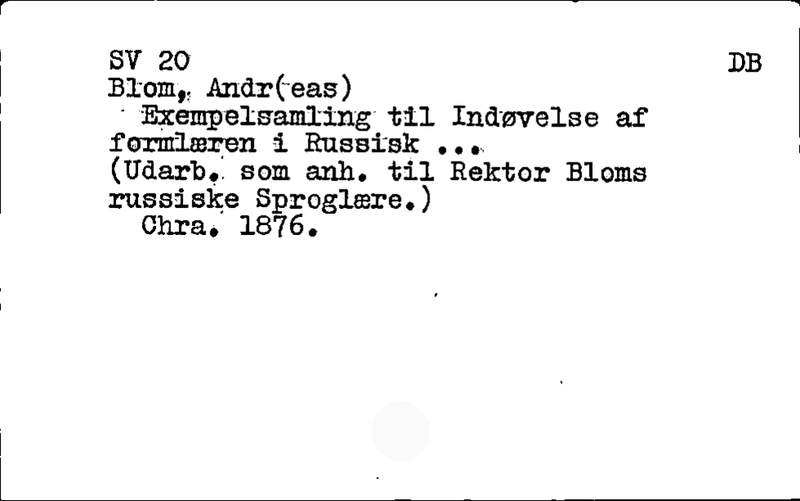 SV 20 DB
Blom, Andr(eas)
Exempelsamling til Indøvelse af
formlæren i Russisk ...
(Udarb. som anh. til Rektor Bloms
russiske Sproglære.)
Chra. 1876.